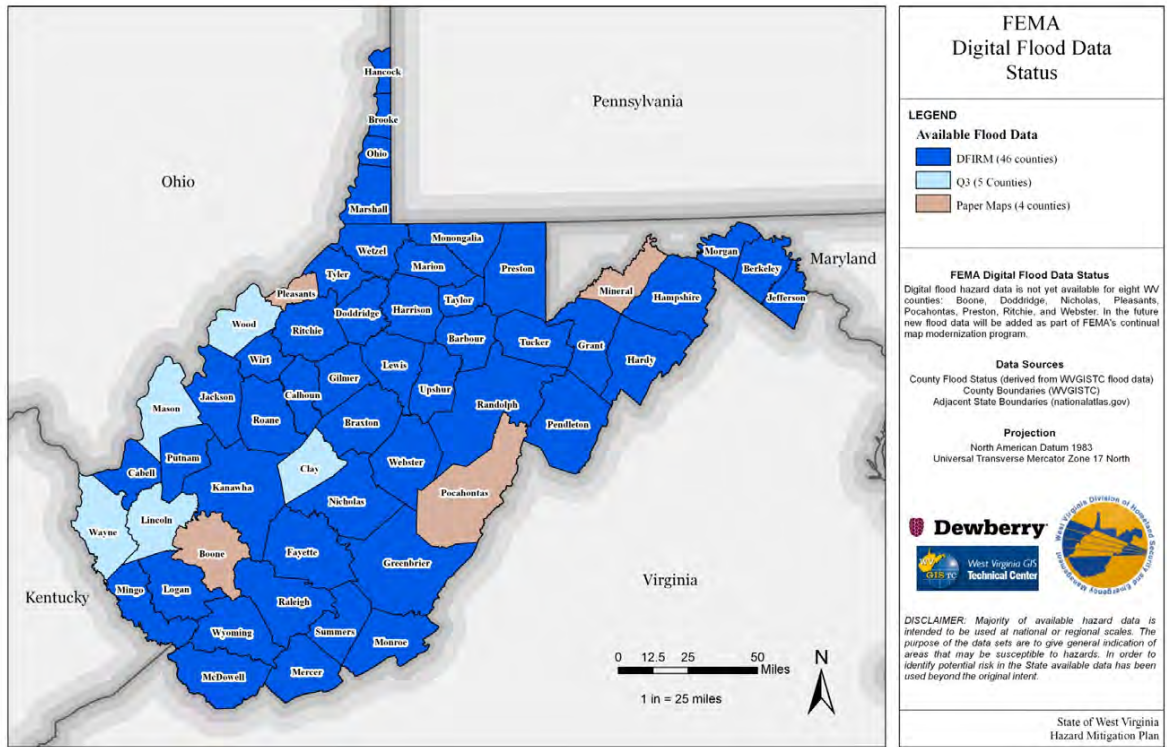 Hancock
Brooke
Ohio
Marshall
Pennsylvania
Ohio
Wetzel
Monongalia
Marion
Preston
Tyler
Pleasants
Doddridge
Harrison
Taylor
Wood
Ritchie
Barbour
Tucker
Mineral
Hampshire
Morgan
Berkeley
Jefferson
Maryland
Grant
Hardy
Wirt
Lewis
Gilmer
Upshur
Calhoun
Jackson
Mason
Roane
Braxton
Randolph
Pendleton
Putnam
Cabell
Clay
Webster
Kanawha
Nicholas
Pocahontas
Lincoln
Wayne
Boone
Fayette
Greenbrier
Virginia
Kentucky
Mingo
Logan
Raleigh
Wyoming
Summers
Monroe
McDowell
Mercer
0 12.5 25 50
Miles
1 in = 25 miles
N
FEMA
Digital Flood Data
Status
LEGEND
Available Flood Data
DFIRM (46 counties)
Q3 (5 Counties)
Paper Maps (4 counties)
FEMA Digital Flood Data Status
Digital flood hazard data is not yet available for eight WV
counties: Boone, Doddridge, Nicholas, Pleasants,
Pocahontas, Preston, Ritchie, and Webster. In the future
new flood data will be added as part of FEMA's continual
map modernization program.
Data Sources
County Flood Status (derived from WVGISTC flood data)
County Boundaries (WVGISTC)
Adjacent State Boundaries (nationalatlas.gov)
Projection
North American Datum 1983
Universal Transverse Mercator Zone 17 North
Dewberry
GIS TC
West Virginia GIS
Technical Center
West Virginia Division of Homeland
Security and Emergency Management
DISCLAIMER: Majority of available hazard data is
intended to be used at national or regional scales. The
purpose of the data sets are to give general indication of
areas that may be susceptible to hazards. In order to
identify potential risk in the State available data has been
used beyond the original intent.
State of West Virginia
Hazard Mitigation Plan